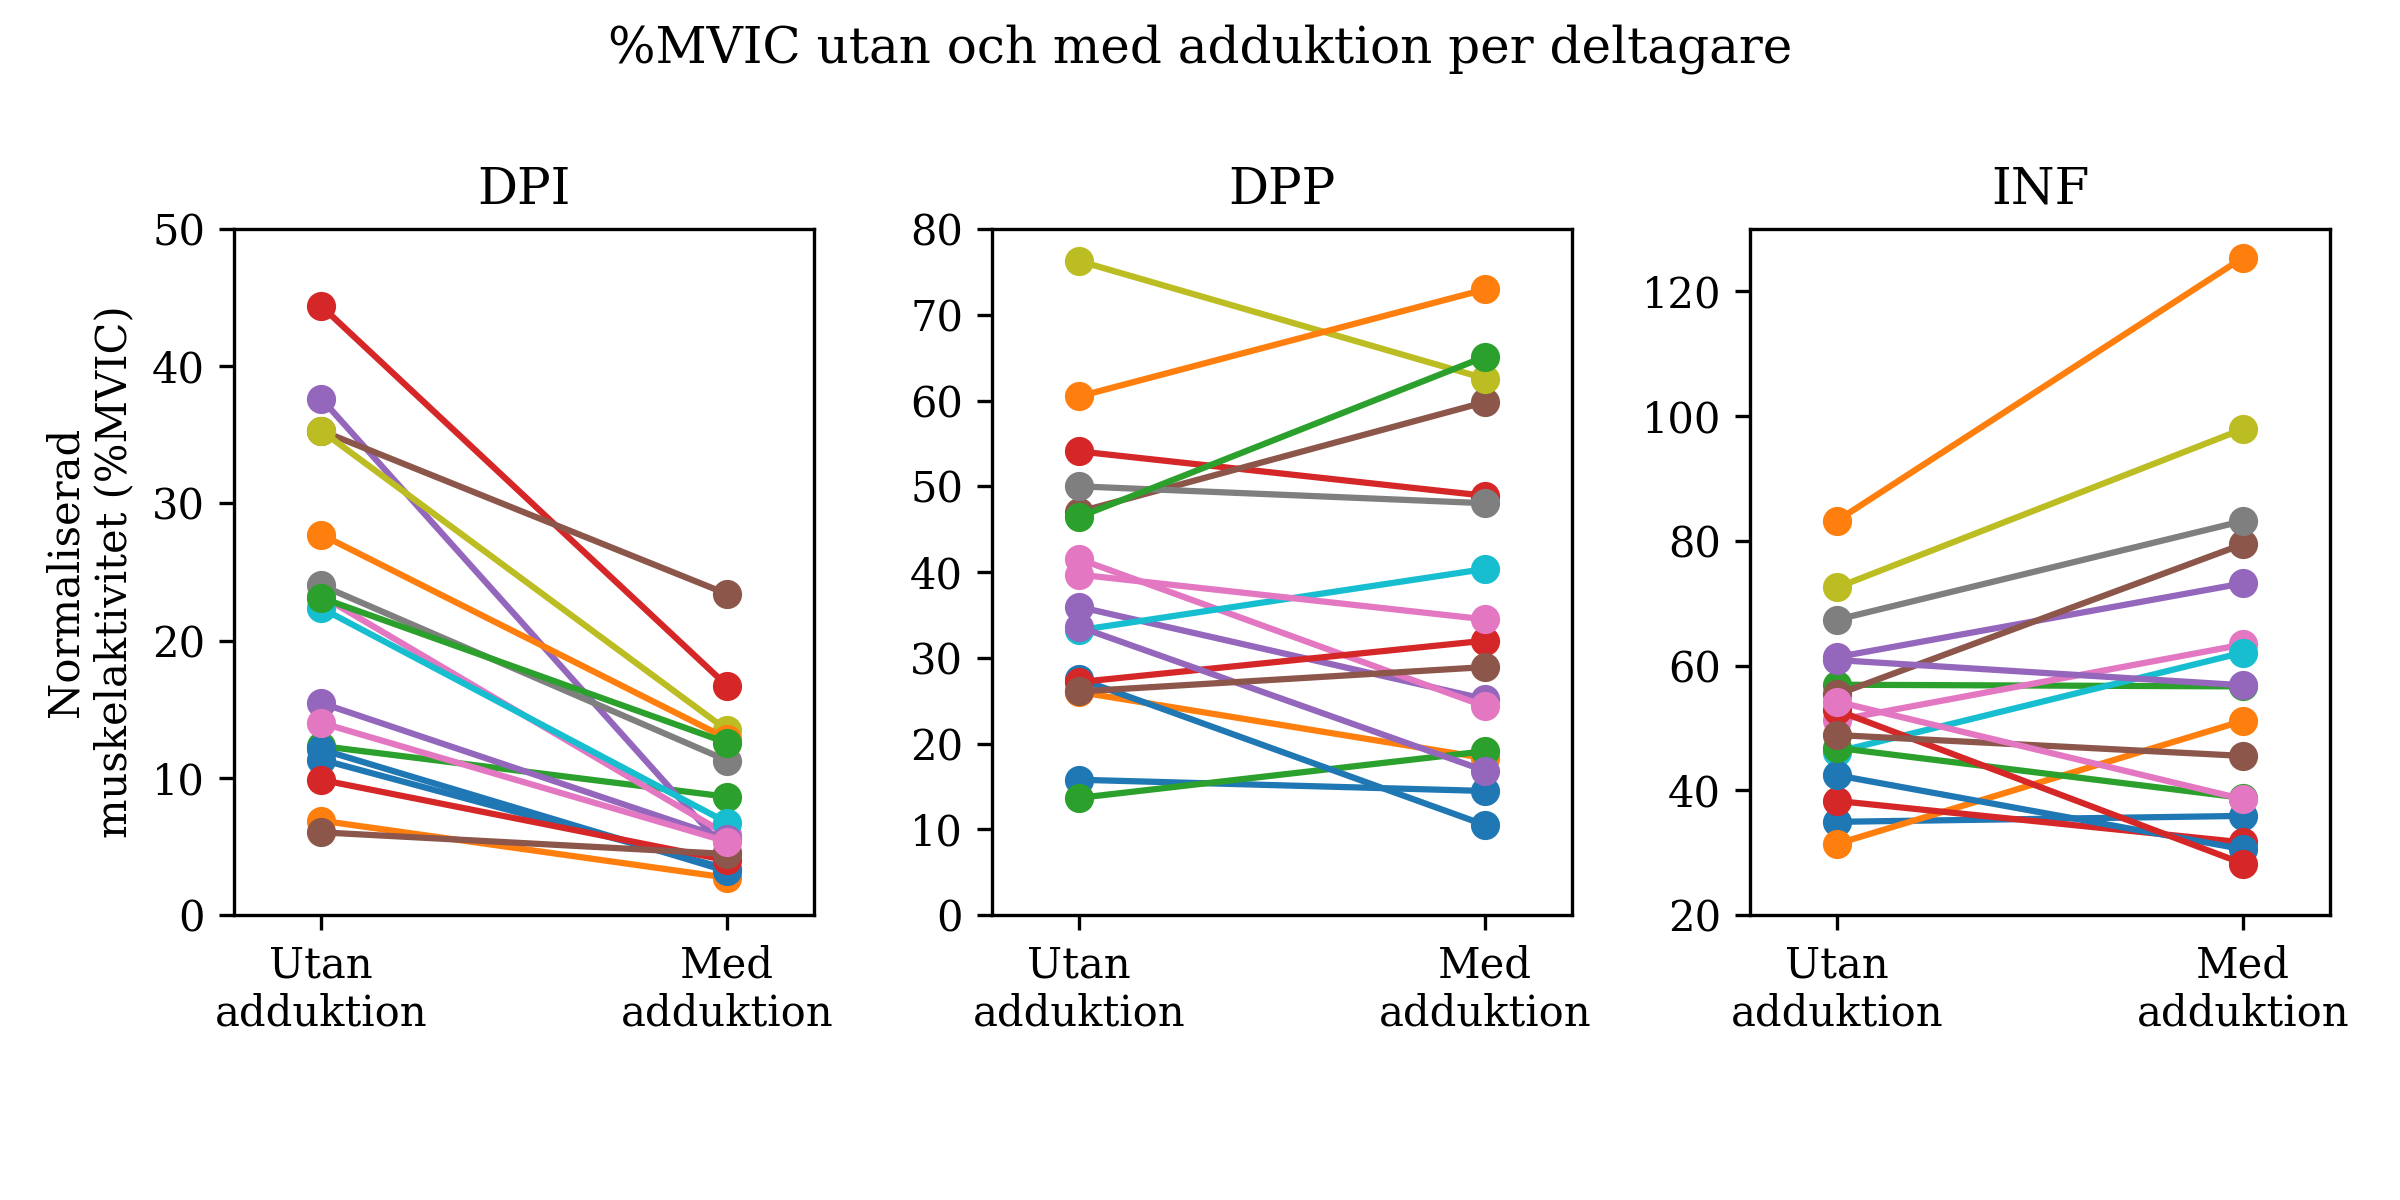 %MVIC utan och med adduktion per deltagare
DPI
DPP
INF
Normaliserad
muskelaktivitet (%MVIC)
50
40
30
20
10
0
Utan
adduktion
Med
adduktion
80
70
60
50
40
30
20
10
0
Utan
adduktion
Med
adduktion
120
100
80
60
40
20
Utan
adduktion
Med
adduktion